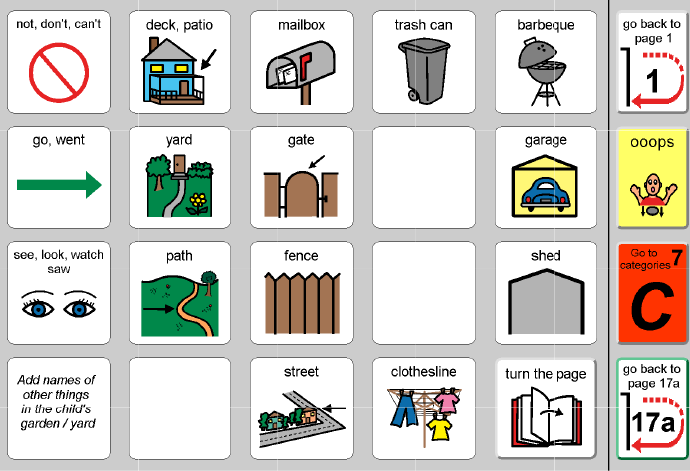 not, don't, can't
deck, patio
mailbox
trash can
barbeque
go back to
page 1
1
go, went
yard
gate
garage
ooops
see, look, watch
saw
path
fence
shed
Go to
categories 7
C
Add names of
other things
in the child's
garden / yard
street
clothesline
turn the page
go back to
page 17a
17a